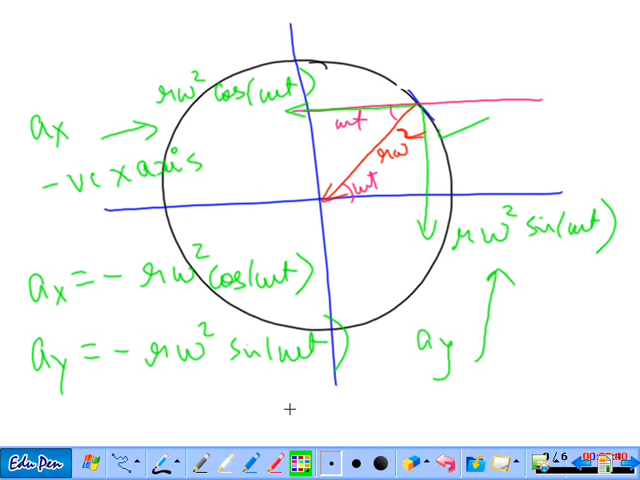 rω² cos(ωt)
ax
-ve x axis
ωt
rω²
ωt
rω² sin(ωt)
ax = - rω² cos(ωt)
ay = - rω² sin(ωt)
ay
Edu Pen
/ 6